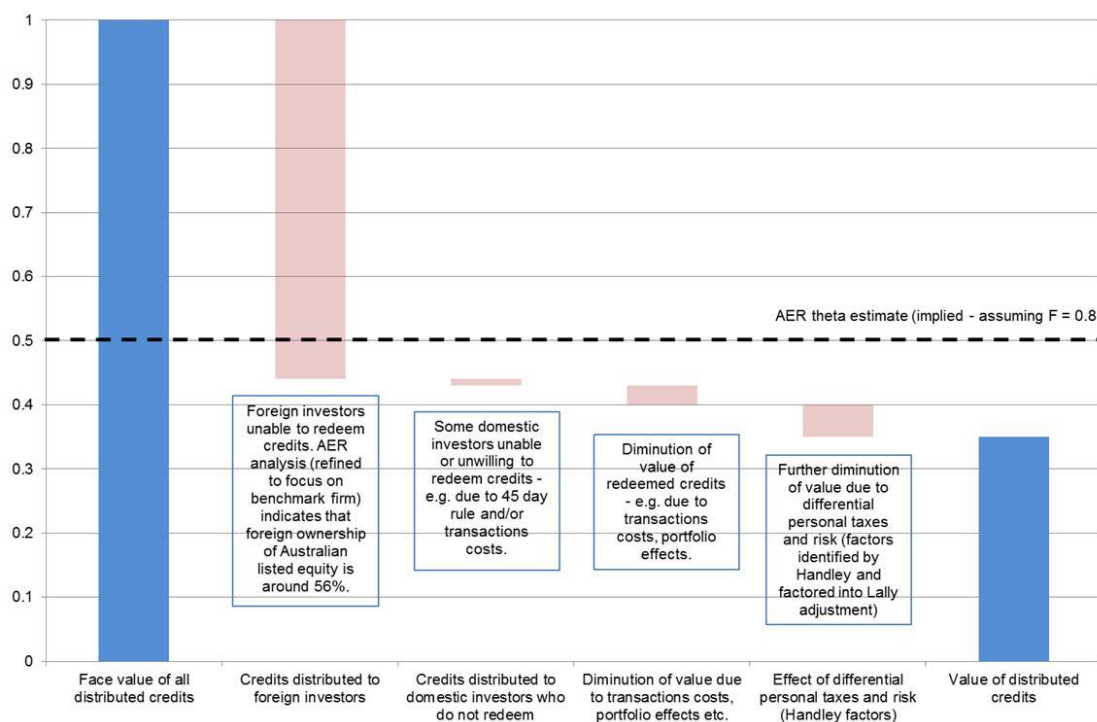 1
0.9
0.8
0.7
0.6
AER theta estimate (implied - assuming F = 0.8
0.5
0.4
0.3
0.2
0.1
0
Foreign investors
unable to redeem
credits. AER
analysis (refined
to focus on
benchmark firm)
indicates that
foreign ownership
of Australian
listed equity is
around 56%.
Some domestic
investors unable
or unwilling to
redeem credits -
e.g. due to 45 day
rule and/or
transactions
costs.
Diminution of
value of
redeemed credits
- e.g. due to
transactions
costs, portfolio
effects.
Further diminution
of value due to
differential
personal taxes
and risk (factors
identified by
Handley and
factored into Lally
adjustment)
Face value of all
distributed credits
Credits distributed to
foreign investors
Credits distributed to
domestic investors who
do not redeem
Diminution of value due
to transactions costs,
portfolio effects etc.
Effect of differential
personal taxes and risk
(Handley factors)
Value of distributed
credits